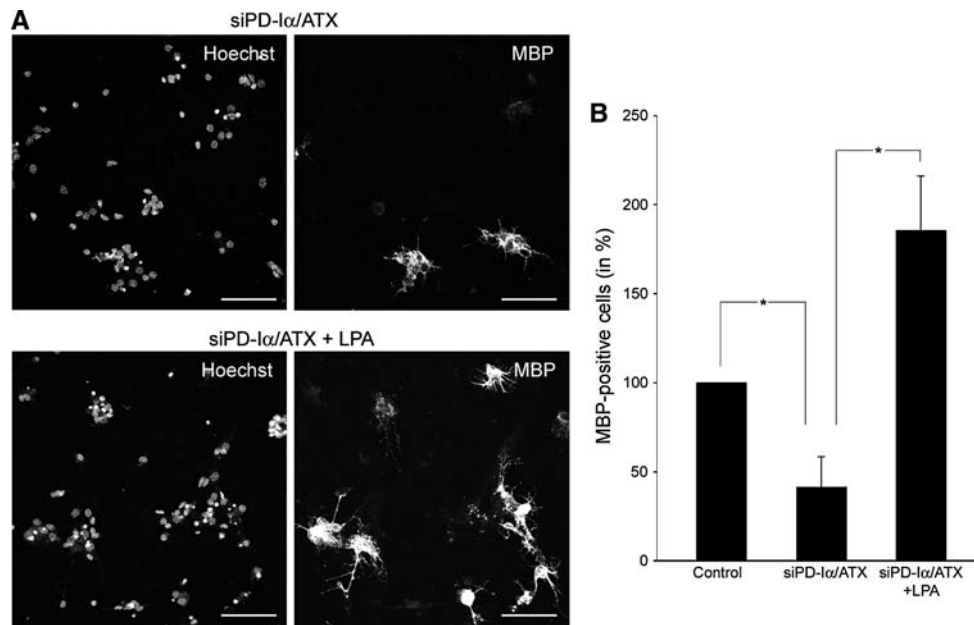 A
siPD-Iα/ATX
Hoechst
MBP
siPD-Iα/ATX + LPA
Hoechst
MBP
B
MBP-positive cells (in %)
250
200
150
100
50
0
*
*
Control
siPD-Iα/ATX
siPD-Iα/ATX
+LPA